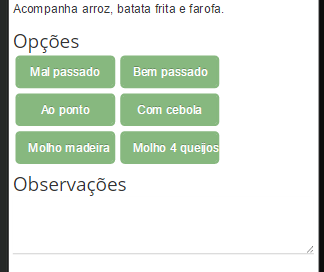 Acompanha arroz, batata frita e farofa.
Opções
Mal passado Bem passado
Ao ponto Com cebola
Molho madeira Molho 4 queijos
Observações